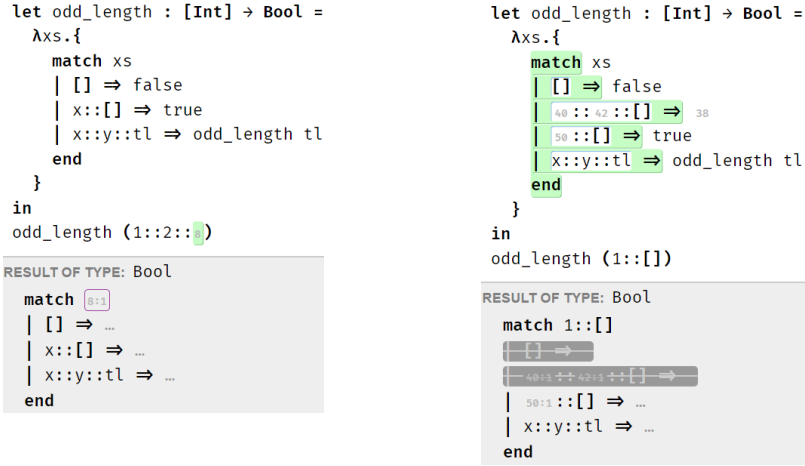 let odd_length : [Int] → Bool =
λxs.{
match xs
| [] ⇒ false
| x::[] ⇒ true
| x::y::tl ⇒ odd_length tl
end
}
in
odd_length (1::2::8)
RESULT OF TYPE: Bool
match 8:1
| [] ⇒ …
| x::[] ⇒ …
| x::y::tl ⇒ …
end
let odd_length : [Int] → Bool =
λxs.{
match xs
| [] ⇒ false
| 40::42::[] ⇒ 38
| 50::[] ⇒ true
| x::y::tl ⇒ odd_length tl
end
}
in
odd_length (1::[])
RESULT OF TYPE: Bool
match 1::[]
| [] ⇒
| 40:1::42:1::[] ⇒
| 50:1::[] ⇒ …
| x::y::tl ⇒ …
end